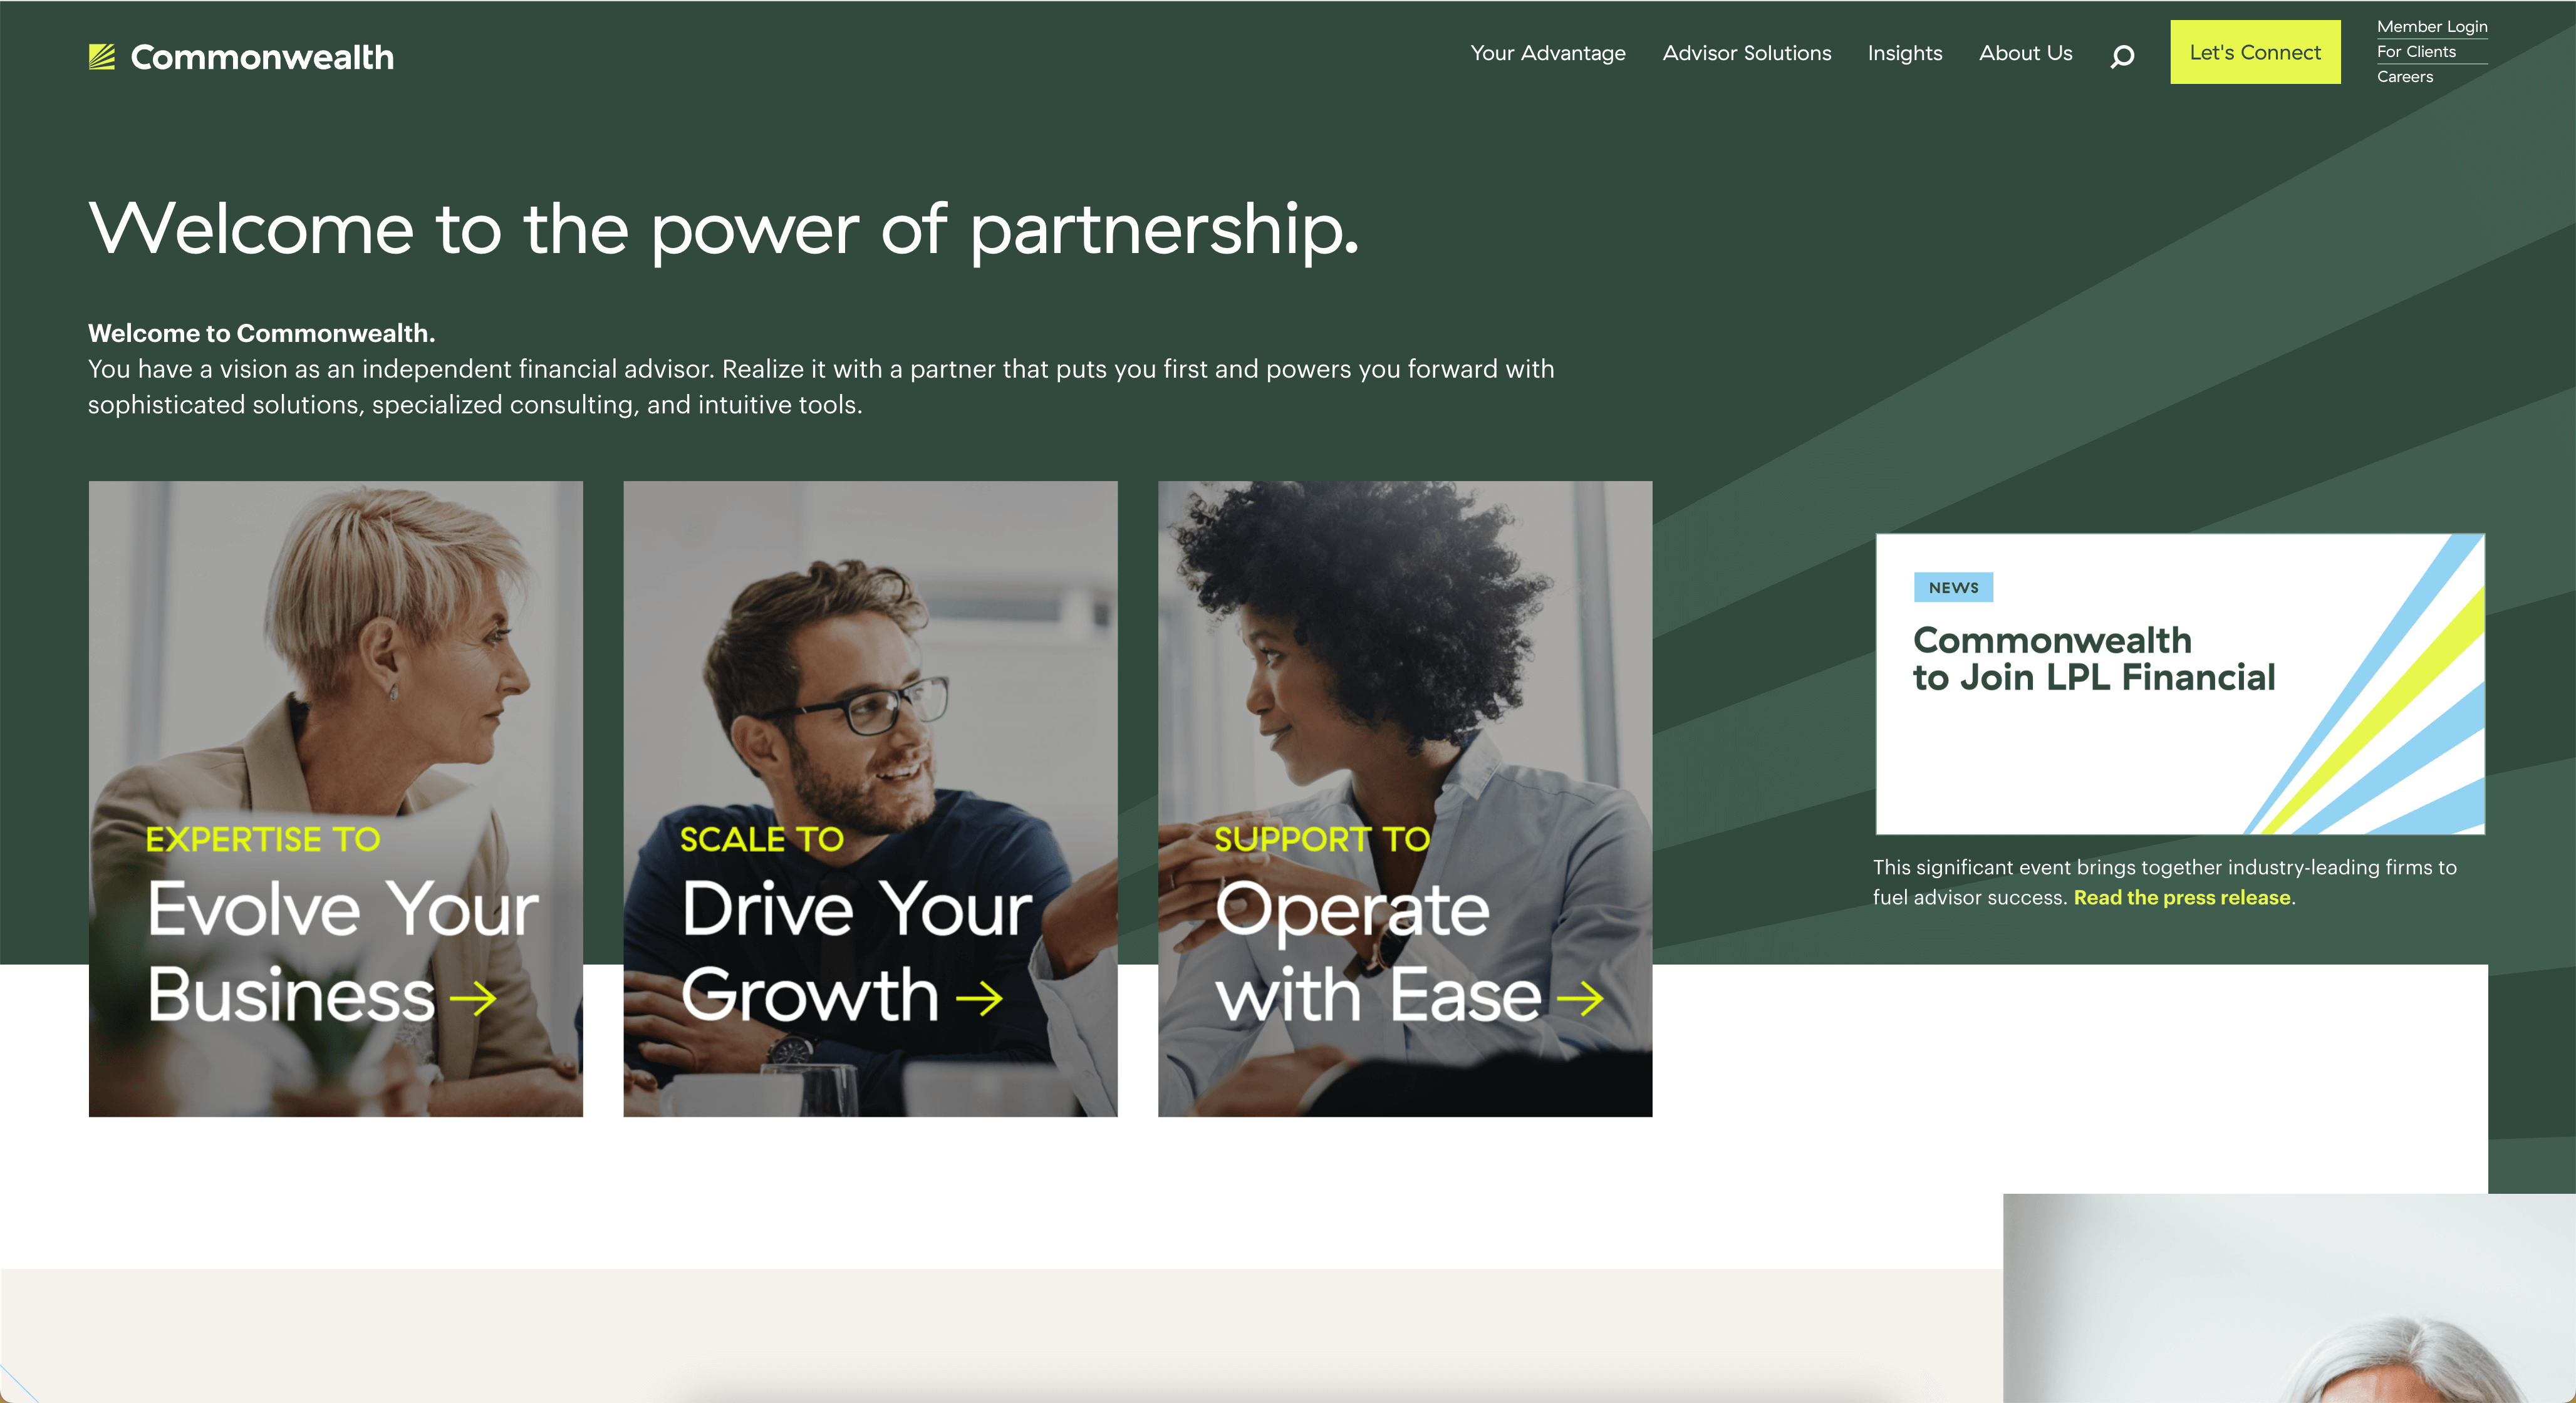 Commonwealth
Your Advantage
Advisor Solutions
Insights
About Us
Let's Connect
Member Login
For Clients
Careers
Welcome to the power of partnership.
Welcome to Commonwealth.
You have a vision as an independent financial advisor. Realize it with a partner that puts you first and powers you forward with
sophisticated solutions, specialized consulting, and intuitive tools.
EXPERTISE TO
Evolve Your
Business
SCALE TO
Drive Your
Growth
SUPPORT TO
Operate
with Ease
NEWS
Commonwealth
to Join LPL Financial
This significant event brings together industry-leading firms to
fuel advisor success. Read the press release.